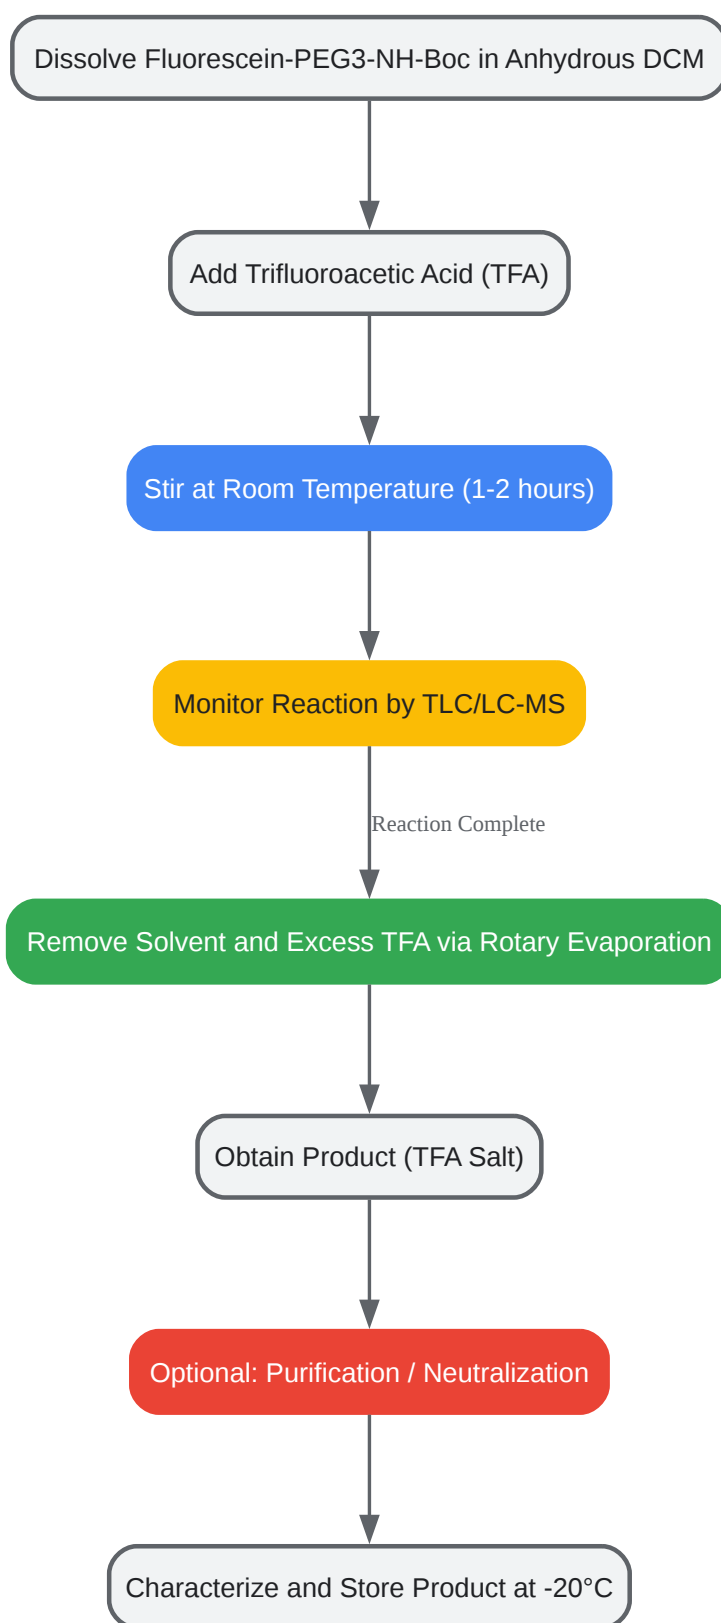 Dissolve Fluorescein-PEG3-NH-Boc in Anhydrous DCM
Add Trifluoroacetic Acid (TFA)
Stir at Room Temperature (1-2 hours)
Monitor Reaction by TLC/LC-MS
Reaction Complete
Remove Solvent and Excess TFA via Rotary Evaporation
Obtain Product (TFA Salt)
Optional: Purification / Neutralization
Characterize and Store Product at -20°C